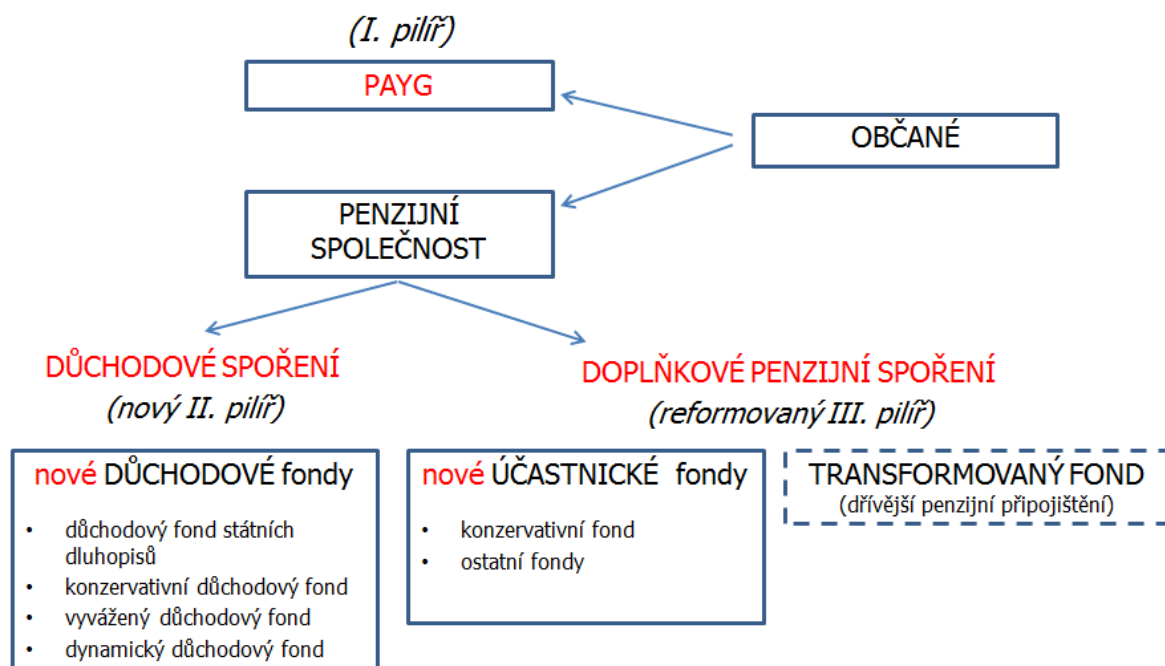 (I. pilíř)
PAYG
OBČANÉ
PENZIJNÍ
SPOLEČNOST
DŮCHODOVÉ SPOŘENÍ
(nový II. pilíř)
DOPLŇKOVÉ PENZIJNÍ SPOŘENÍ
(reformovaný III. pilíř)
nové DŮCHODOVÉ fondy
• důchodový fond státních
dluhopisů
• konzervativní důchodový fond
• vyvážený důchodový fond
• dynamický důchodový fond
nové ÚČASTNICKÉ fondy
• konzervativní fond
• ostatní fondy
TRANSFORMOVANÝ FOND
(dřívější penzijní připojištění)